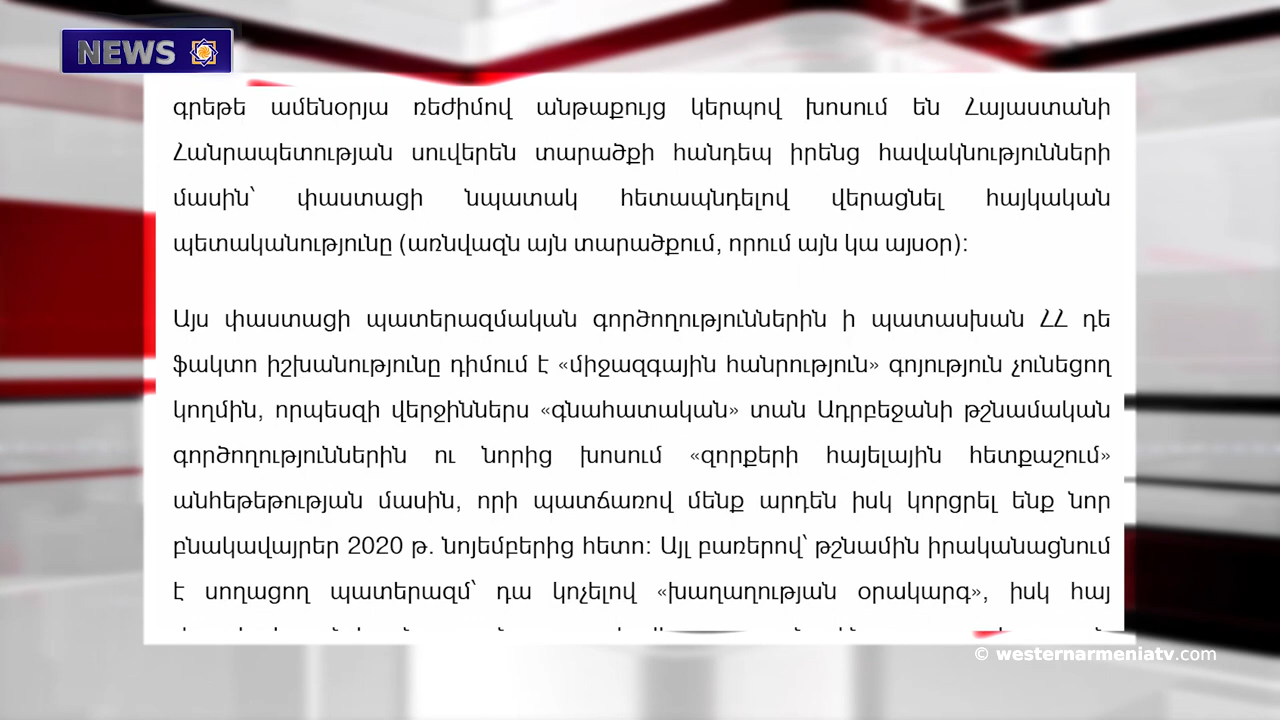 NEWS
գրեթե ամենօրյա ռեժիմով անթաքույց կերպով խոսում են Հայաստանի
Հանրապետության սուվերեն տարածքի հանդեպ իրենց հավակնությունների
մասին՝ փաստացի նպատակ հետապնդելով վերացնել հայկական
պետականությունը (առնվազն այն տարածքում, որում այն կա այսօր)։
Այս փաստացի պատերազմական գործողություններին ի պատասխան ՀՀ դե
ֆակտո իշխանությունը դիմում է «միջազգային հանրություն» գոյություն չունեցող
կողմին, որպեսզի վերջիններս «գնահատական» տան Ադրբեջանի թշնամական
գործողություններին ու նորից խոսում «զորքերի հայելային հետքաշում»
անհեթեթության մասին, որի պատճառով մենք արդեն իսկ կորցրել ենք նոր
բնակավայրեր 2020 թ. նոյեմբերից հետո։ Այլ բառերով՝ թշնամին իրականացնում
է սողացող պատերազմ՝ դա կոչելով «խաղաղության օրակարգ», իսկ հայ
© westernarmeniatv.com